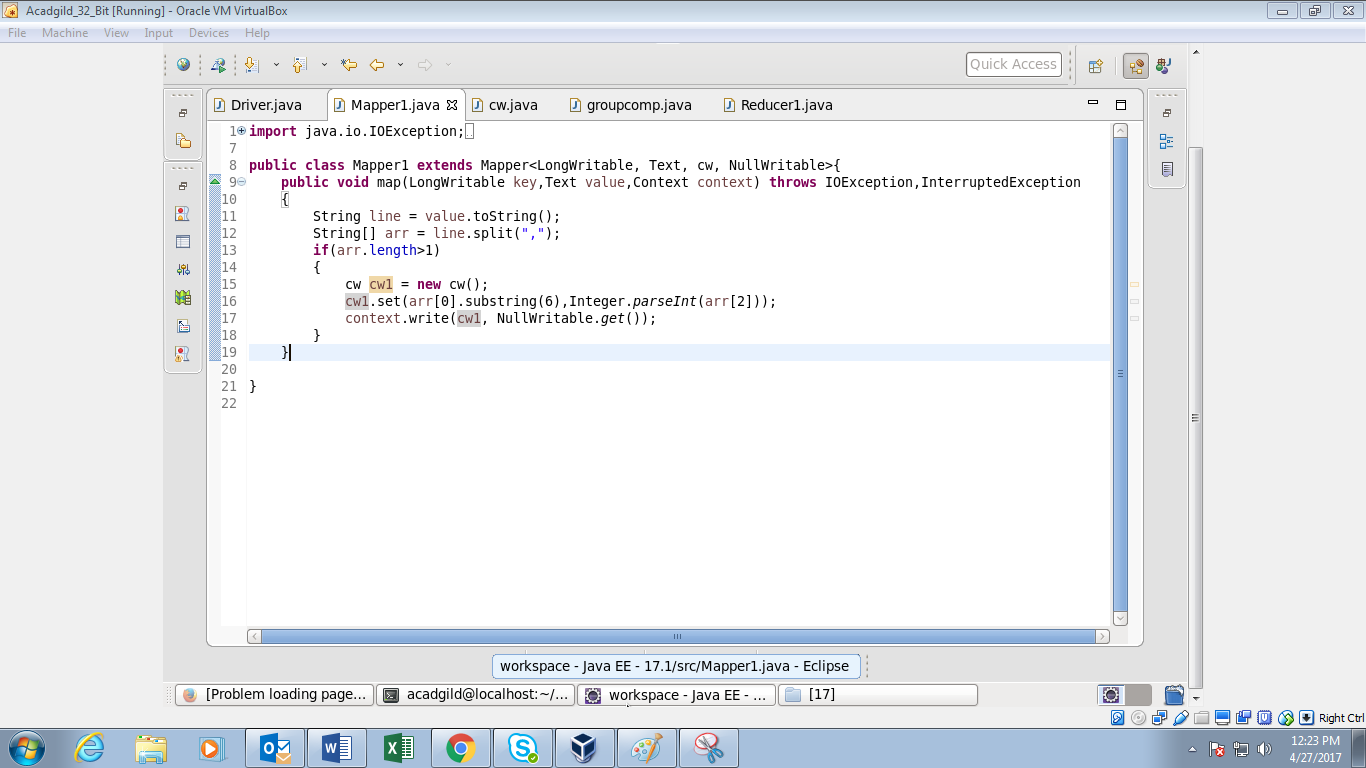 Acadgild_32_Bit [Running] - Oracle VM VirtualBox
File Machine View Input Devices Help
Quick Access
Driver.java Mapper1.java cw.java groupcomp.java Reducer1.java
1 import java.io.IOException;
7
8 public class Mapper1 extends Mapper<LongWritable, Text, cw, NullWritable>{
9 public void map(LongWritable key,Text value,Context context) throws IOException,InterruptedException
10 {
11 String line = value.toString();
12 String[] arr = line.split(",");
13 if(arr.length>1)
14 {
15 cw cw1 = new cw();
16 cw1.set(arr[0].substring(6),Integer.parseInt(arr[2]));
17 context.write(cw1, NullWritable.get());
18 }
19 }
20
21 }
22
workspace - Java EE - 17.1/src/Mapper1.java - Eclipse
[Problem loading page... acadgild@localhost:~/... workspace - Java EE - ... [17]
Right Ctrl
12:23 PM
4/27/2017